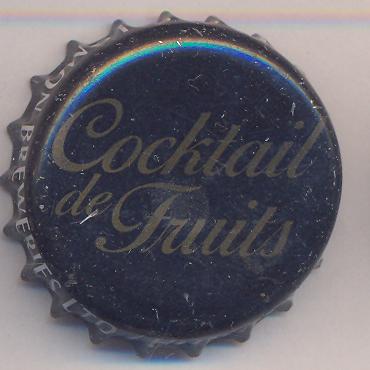 Cocktail
de Fruits
BREWERIES LTD